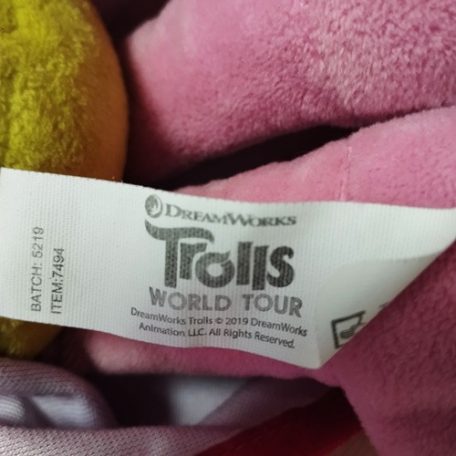 DREAMWORKS
Trolls
WORLD TOUR
DreamWorks Trolls © 2019 DreamWorks
Animation LLC. All Rights Reserved.
BATCH: 5219
ITEM:7494